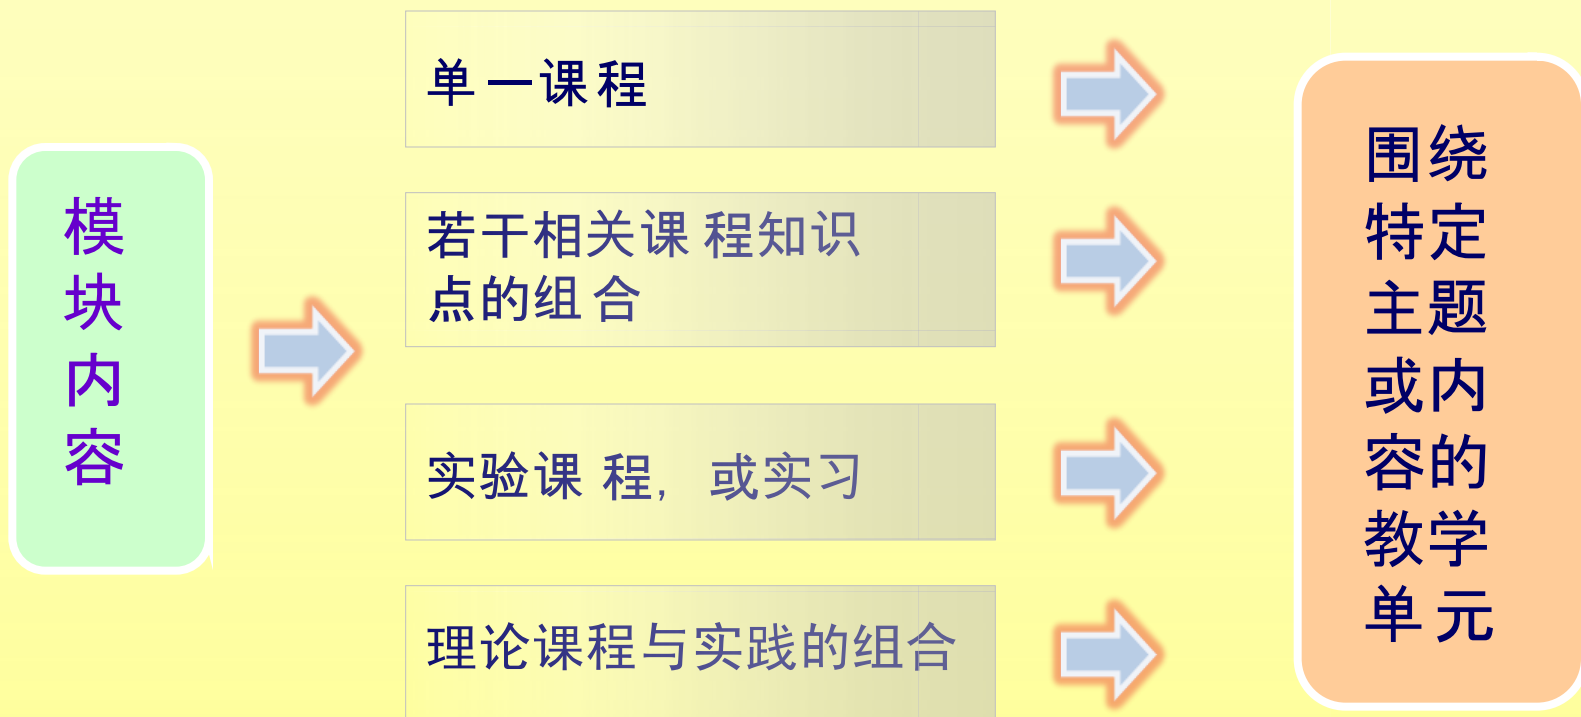 模
块
内
容
单一课程
若干相关课程知识
点的组合
实验课程，或实习
理论课程与实践的组合
围绕
特定
主题
或内
容的
教学
单元